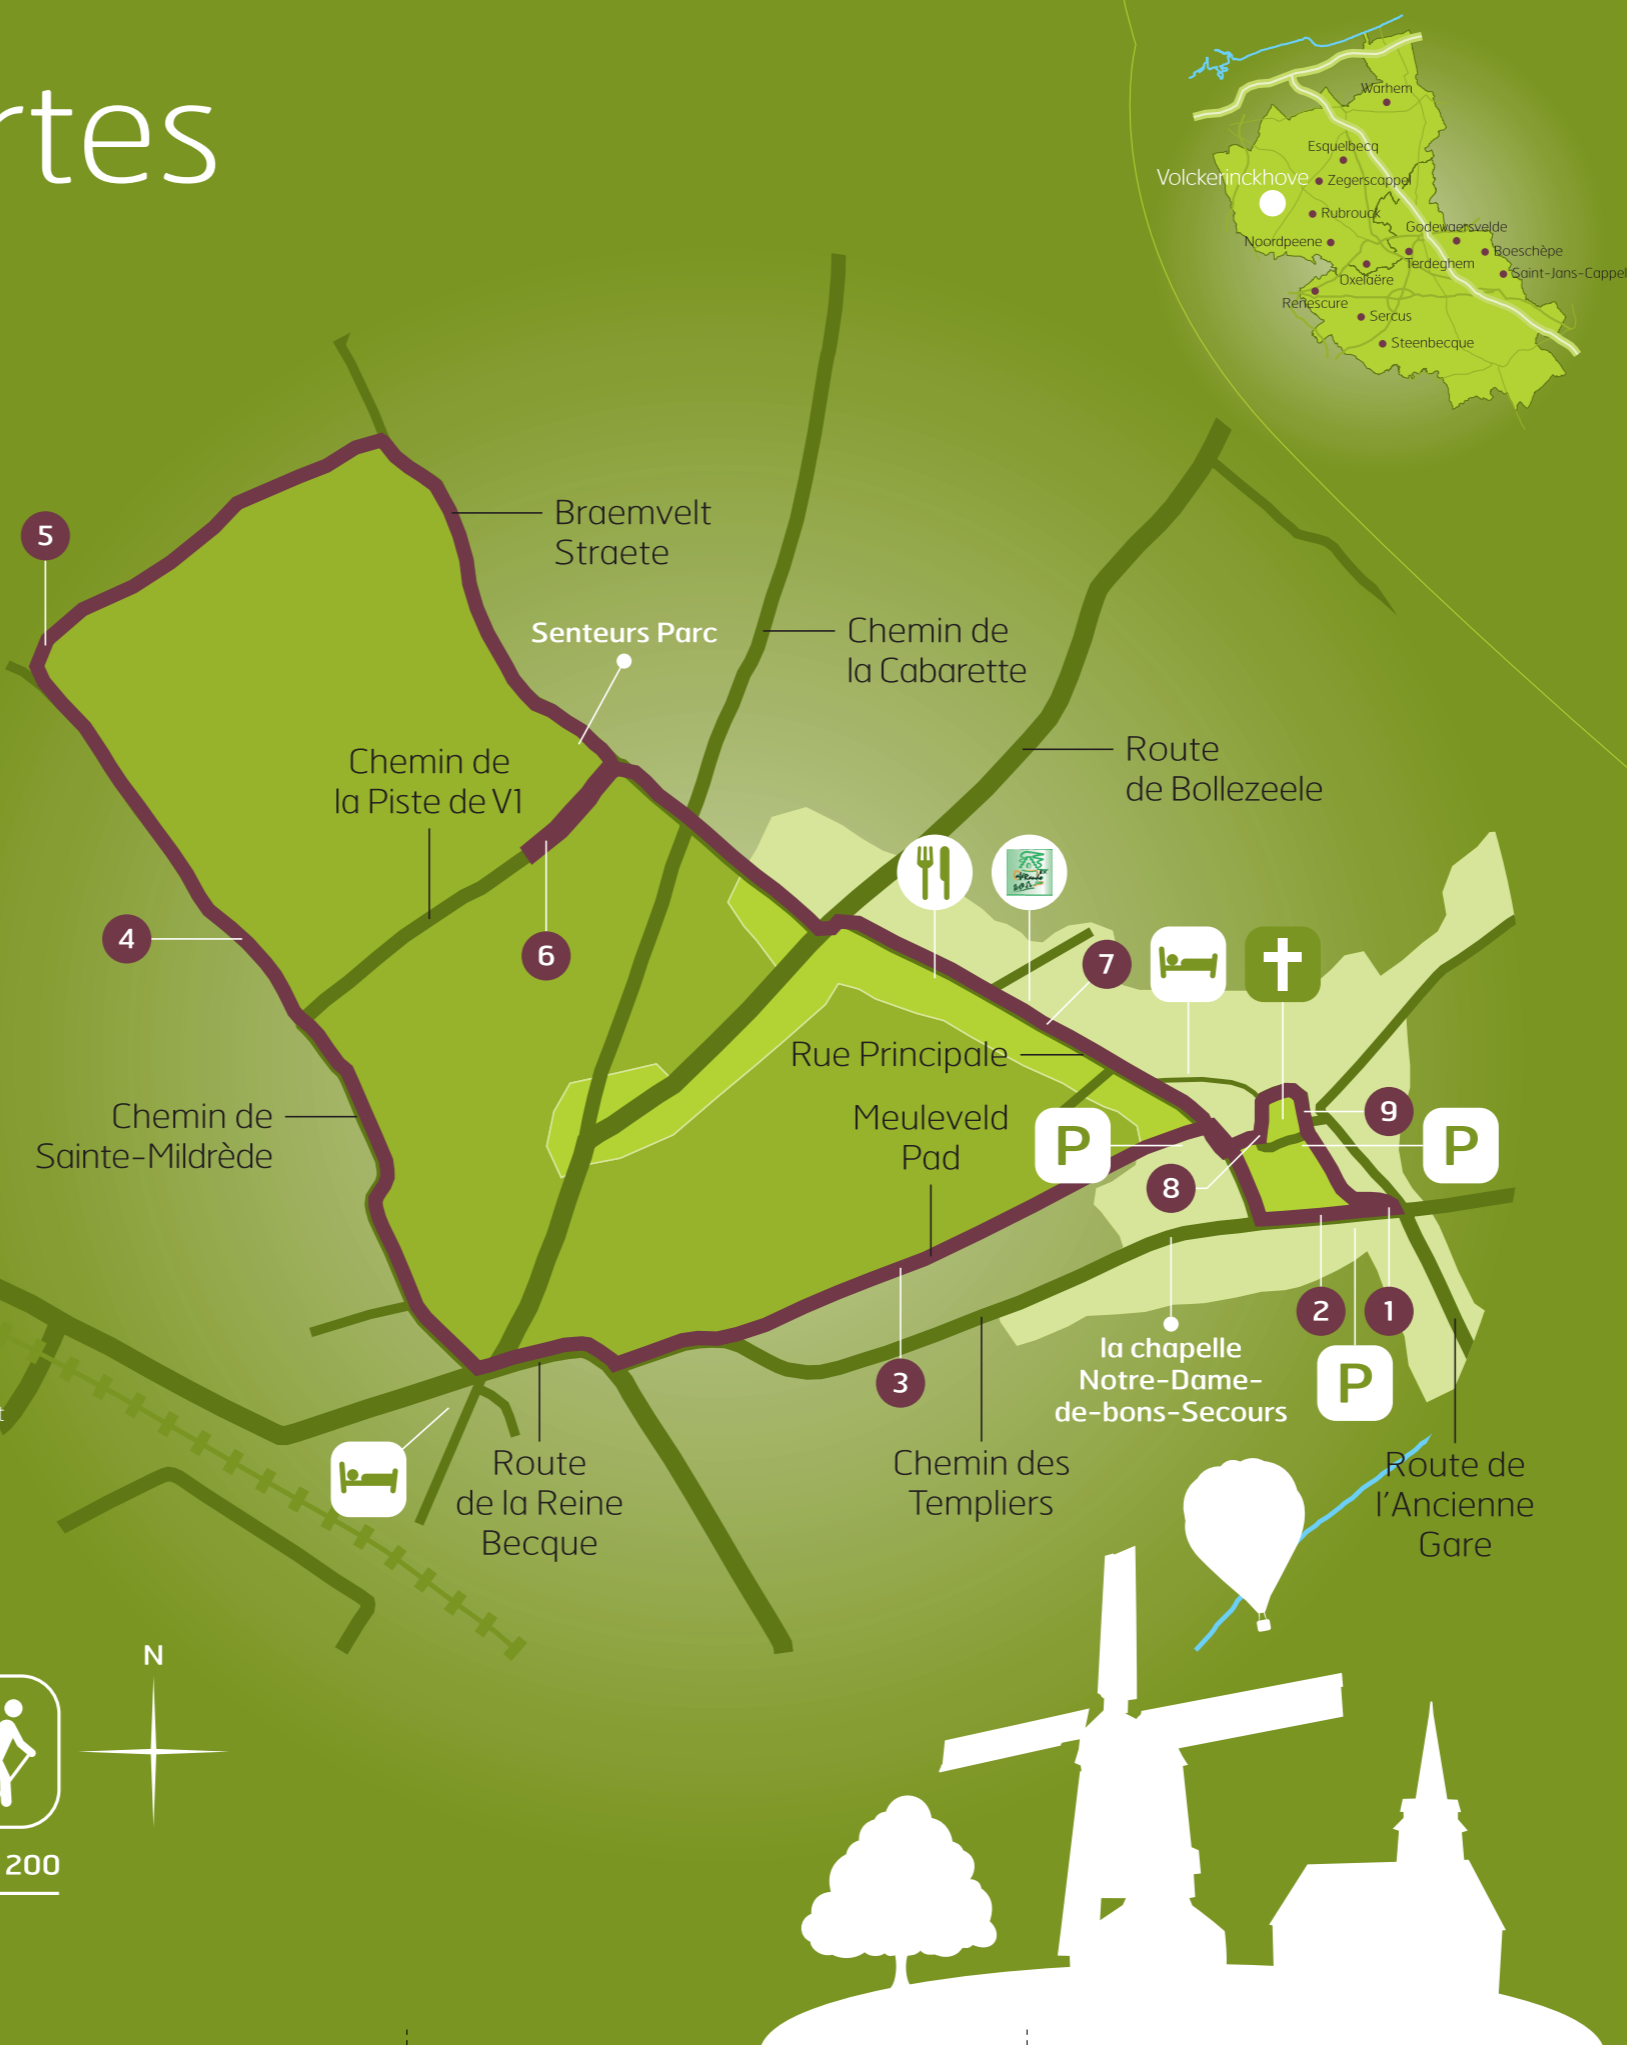 rtes
Warhem
Esquelbecq
Volckerinckhove
Zegerscappel
Rubrouck
Godewaersvelde
Noordpeene
Boeschèpe
Terdeghem
Saint-Jans-Cappel
Oxelaëre
Renescure
Sercus
Steenbecque
Braemvelt
Straete
5
Senteurs Parc
Chemin de
la Cabarette
Chemin de
la Piste de V1
Route
de Bollezeele
4
6
7
Rue Principale
Chemin de
Sainte-Mildrède
Meuleveld
Pad
P
9
P
8
2
1
3
la chapelle
Notre-Dame-
de-bons-Secours
P
Route
de la Reine
Becque
Chemin des
Templiers
Route de
l'Ancienne
Gare
N
200